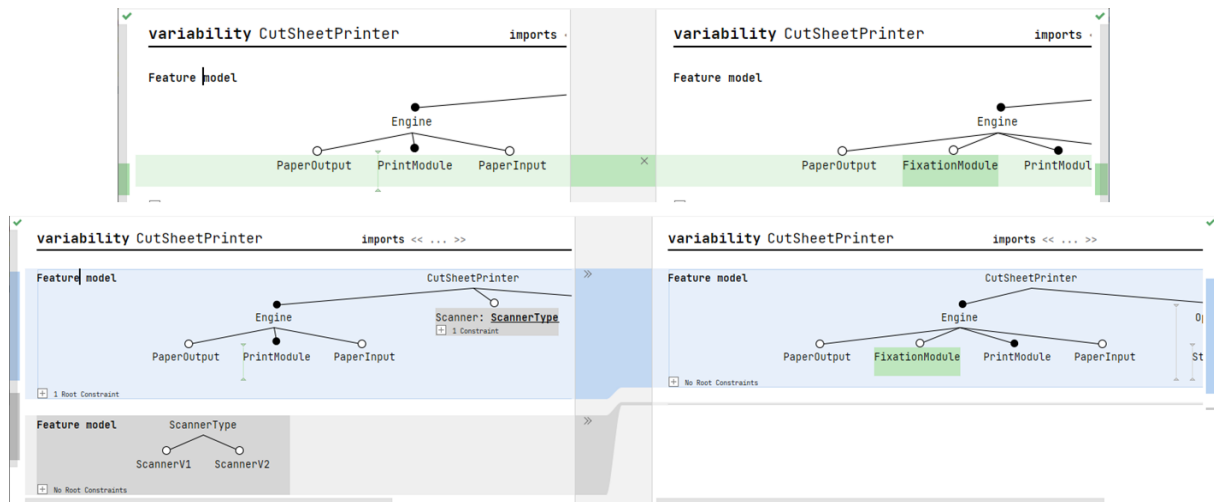 variability CutSheetPrinter imports
Feature model
Engine
PaperOutput PrintModule PaperInput
variability CutSheetPrinter imports
Feature model
Engine
PaperOutput FixationModule PrintModul
variability CutSheetPrinter imports << ... >>
Feature model CutSheetPrinter
Engine
Scanner: ScannerType
1 Constraint
PaperOutput PrintModule PaperInput
1 Root Constraint
Feature model ScannerType
ScannerV1 ScannerV2
No Root Constraints
variability CutSheetPrinter imports << ... >>
Feature model CutSheetPrinter
Engine
PaperOutput FixationModule PrintModule PaperInput St
No Root Constraints